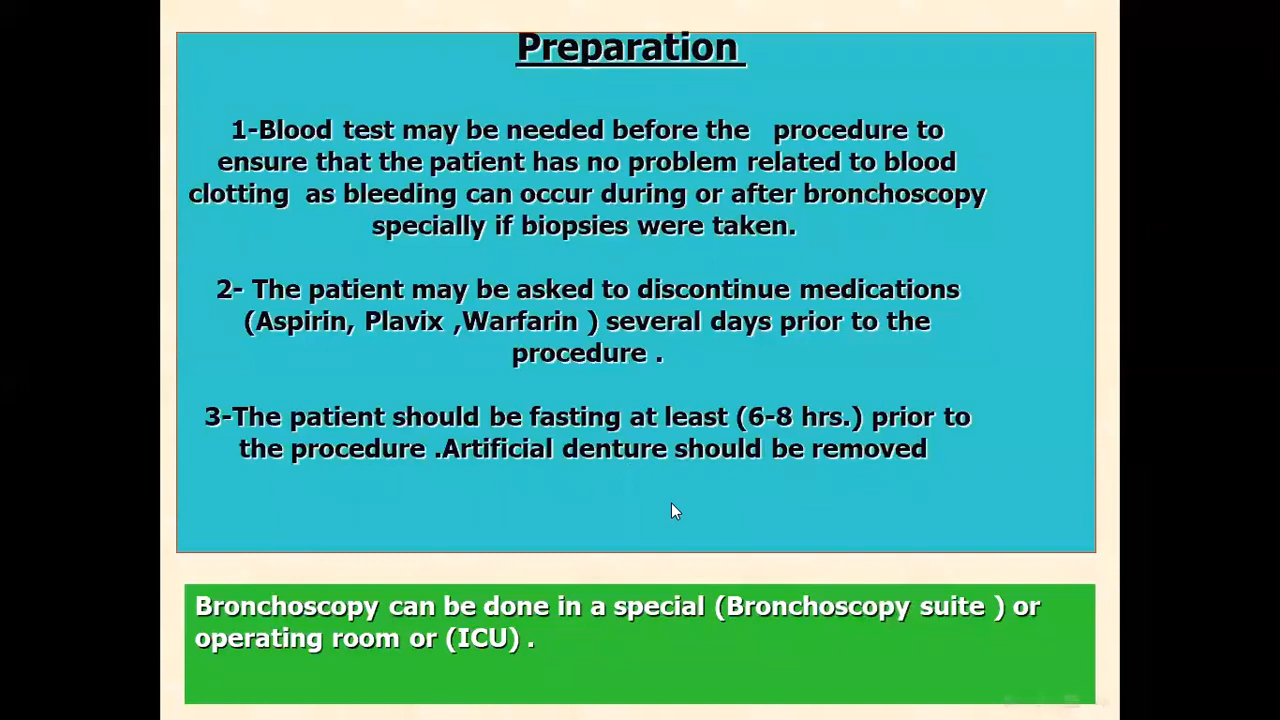 Preparation
1-Blood test may be needed before the procedure to
ensure that the patient has no problem related to blood
clotting as bleeding can occur during or after bronchoscopy
specially if biopsies were taken.
2- The patient may be asked to discontinue medications
(Aspirin, Plavix ,Warfarin ) several days prior to the
procedure .
3-The patient should be fasting at least (6-8 hrs.) prior to
the procedure .Artificial denture should be removed
Bronchoscopy can be done in a special (Bronchoscopy suite ) or
operating room or (ICU) .